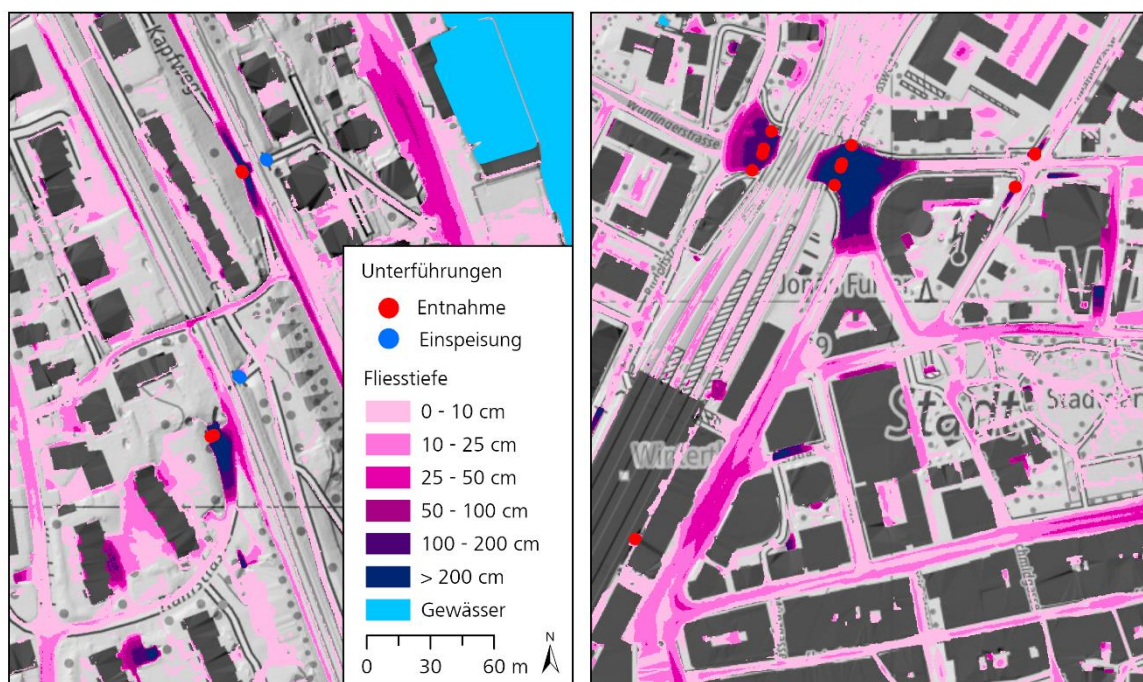 Kapfweg
Unterführungen
Entnahme
Einspeisung
Fliesstiefe
0 - 10 cm
10 - 25 cm
25 - 50 cm
50 - 100 cm
100 - 200 cm
> 200 cm
Gewässer
0 30 60 m
N
Wülflingerstrasse
Stadt